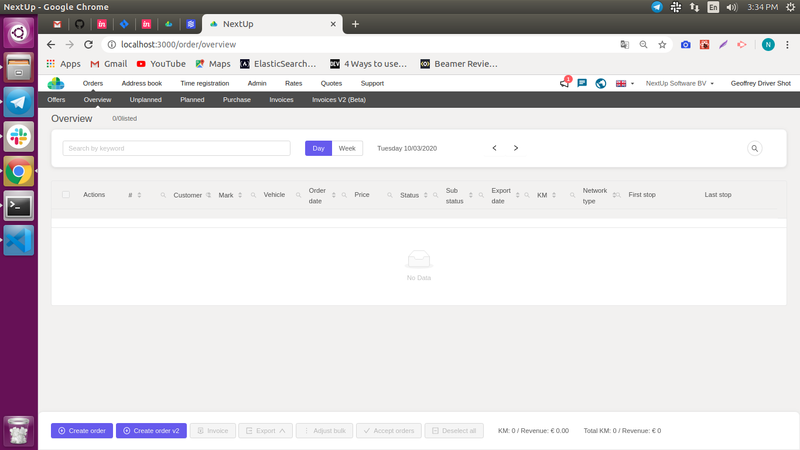 NextUp - Google Chrome
En
3:34 PM
NextUp
localhost:3000/order/overview
N
Apps
Gmail
YouTube
Maps
ElasticSearch...
4 Ways to use...
Beamer Revie...
Orders
Address book
Time registration
Admin
Rates
Quotes
Support
1
NextUp Software BV
Geoffrey Driver Shot
Offers
Overview
Unplanned
Planned
Purchase
Invoices
Invoices V2 (Beta)
Overview
0/0listed
Search by keyword
Day
Week
Tuesday 10/03/2020
Actions
#
Customer
Mark
Vehicle
Order date
Price
Status
Sub status
Export date
KM
Network type
First stop
Last stop
No Data
Create order
Create order v2
Invoice
Export
Adjust bulk
Accept orders
Deselect all
KM: 0 / Revenue: € 0.00
Total KM: 0 / Revenue: € 0